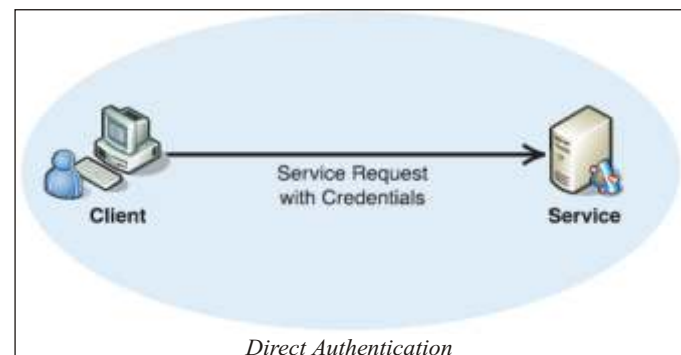 Service Request
with Credentials
Client
Service
Direct Authentication